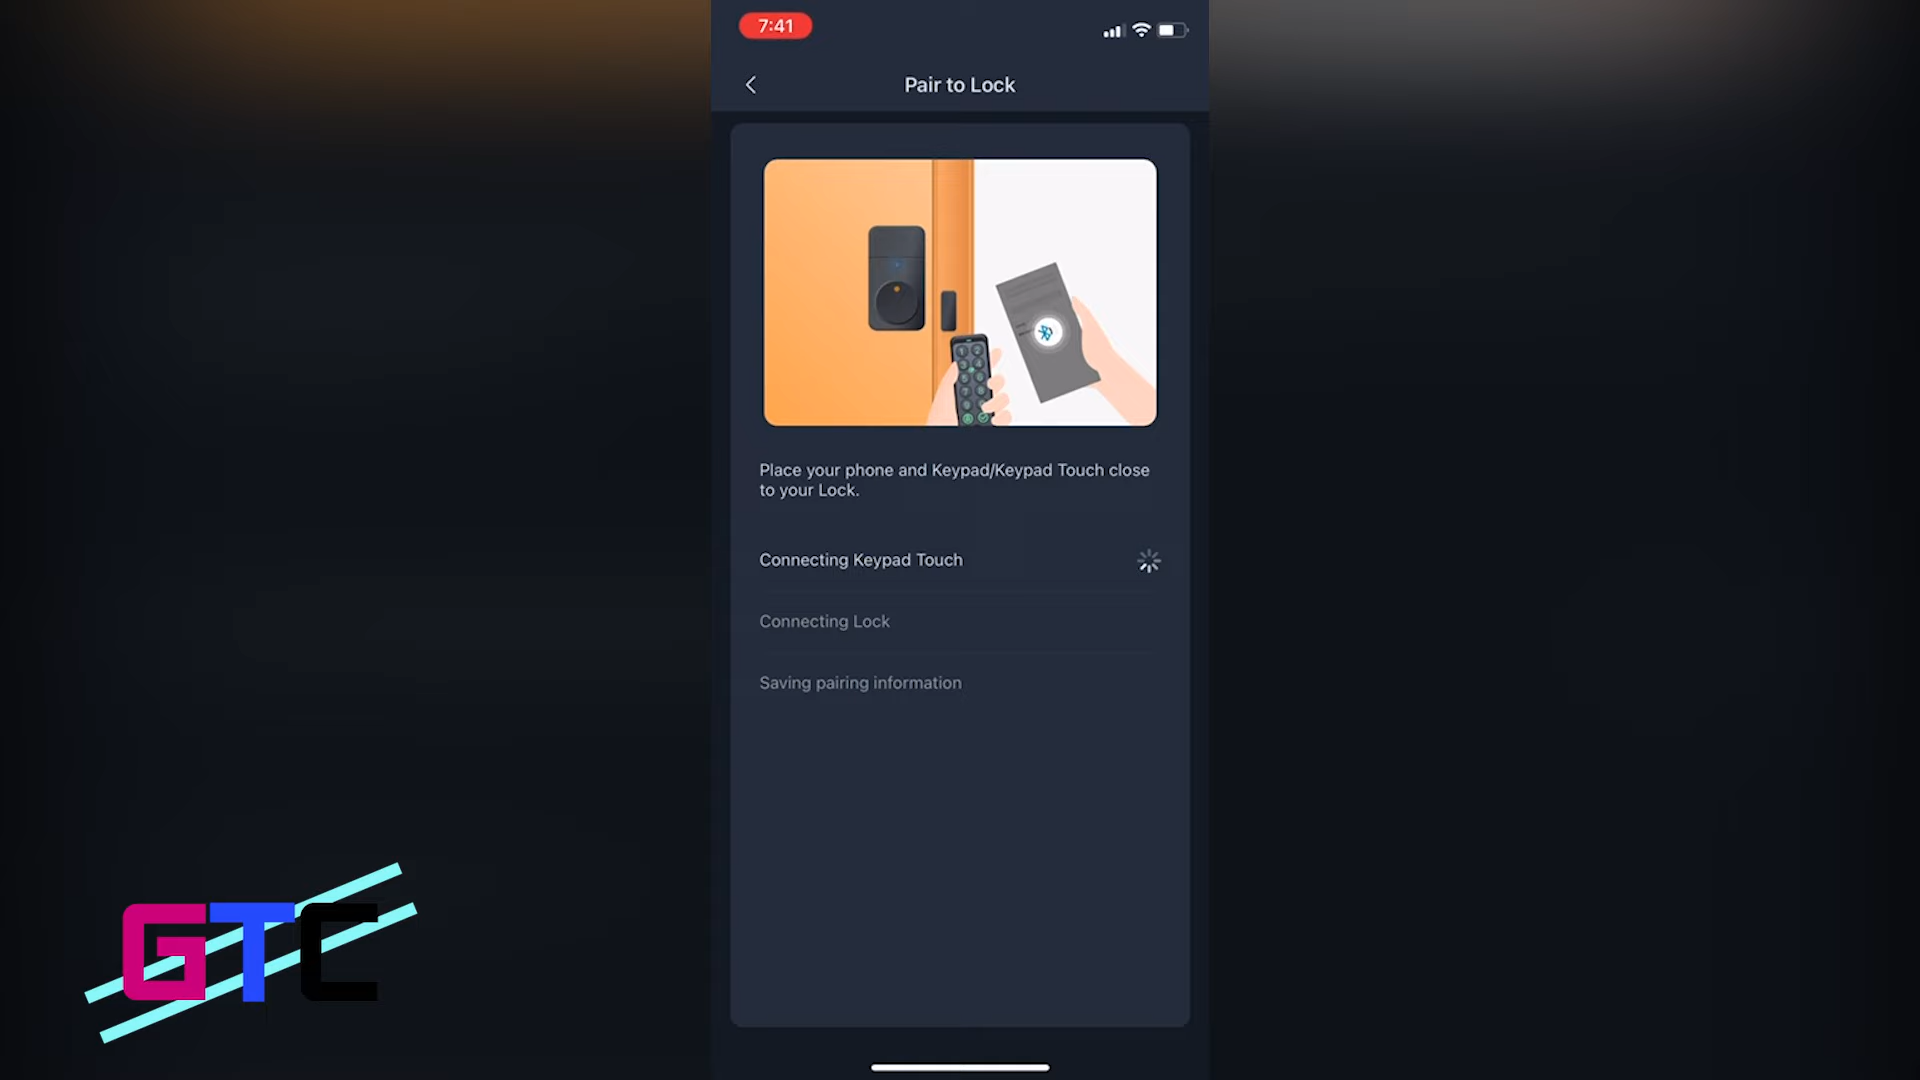 7:41
Pair to Lock
Place your phone and Keypad/Keypad Touch close
to your Lock.
Connecting Keypad Touch
Connecting Lock
Saving pairing information
GTC